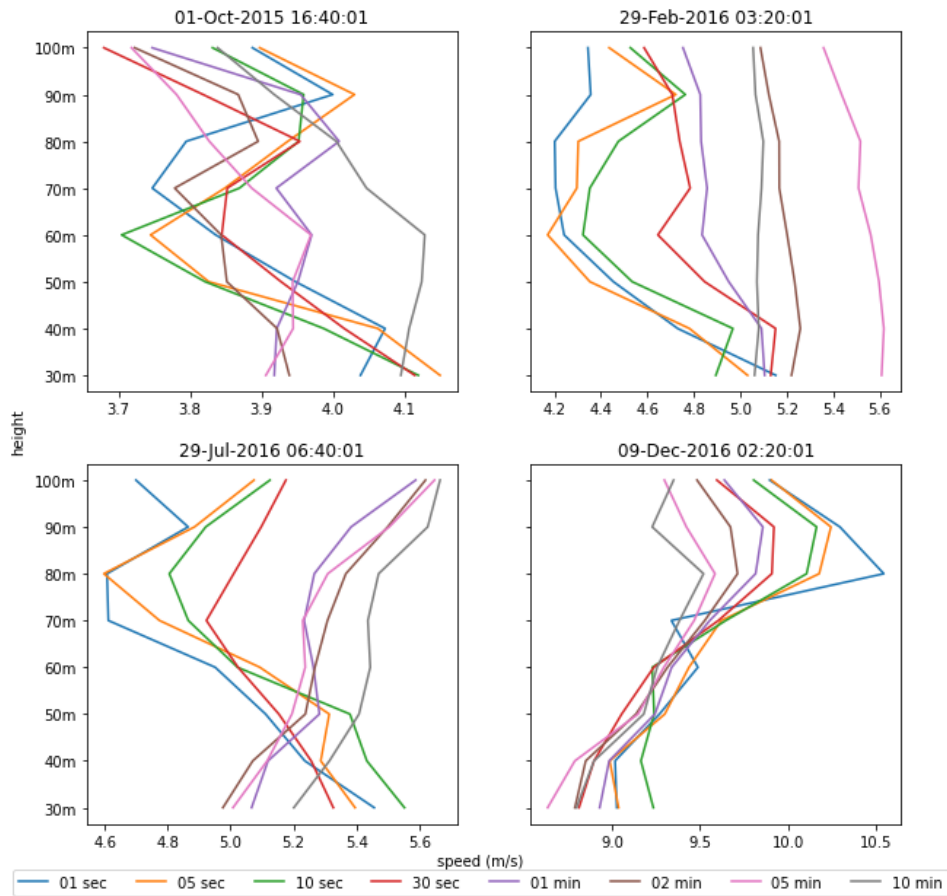 01-Oct-2015 16:40:01
29-Feb-2016 03:20:01
100m
90m
80m
70m
60m
50m
40m
30m
3.7 3.8 3.9 4.0 4.1
4.2 4.4 4.6 4.8 5.0 5.2 5.4 5.6
height
29-Jul-2016 06:40:01
09-Dec-2016 02:20:01
100m
90m
80m
70m
60m
50m
40m
30m
4.6 4.8 5.0 5.2 5.4 5.6
9.0 9.5 10.0 10.5
speed (m/s)
01 sec 05 sec 10 sec 30 sec 01 min 02 min 05 min 10 min